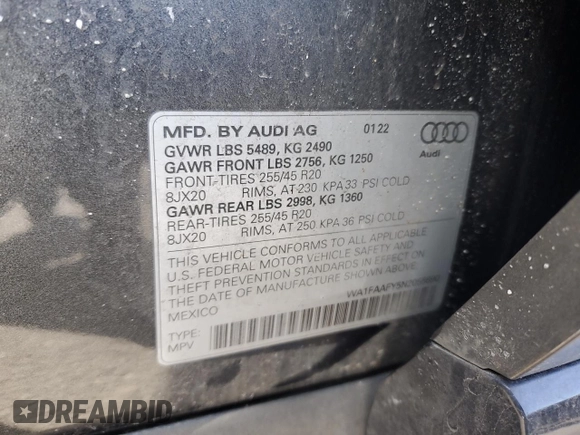 MFD. BY AUDI AG 0122
Audi
GVWR LBS 5489, KG 2490
GAWR FRONT LBS 2756, KG 1250
FRONT-TIRES 255/45 R20
8JX20 RIMS, AT 230 KPA 33 PSI COLD
GAWR REAR LBS 2998, KG 1360
REAR-TIRES 255/45 R20
8JX20 RIMS, AT 250 KPA 36 PSI COLD
THIS VEHICLE CONFORMS TO ALL APPLICABLE
U.S. FEDERAL MOTOR VEHICLE SAFETY AND
THEFT PREVENTION STANDARDS IN EFFECT ON
THE DATE OF MANUFACTURE SHOWN ABOVE.
MEXICO
TYPE:
MPV
DREAMBID